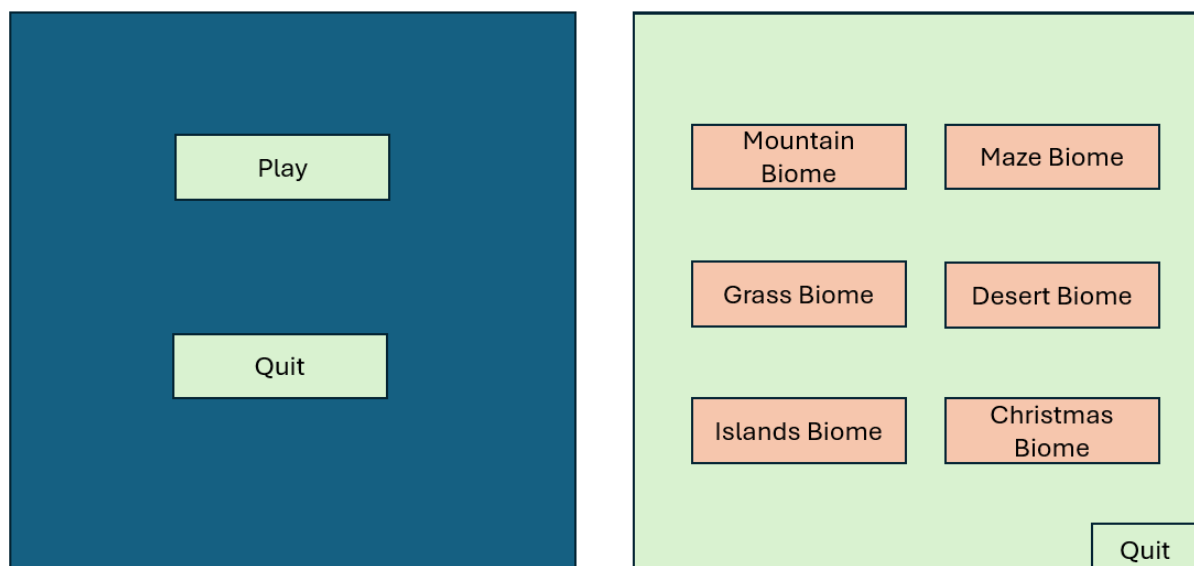 Play
Quit
Mountain
Biome
Maze Biome
Grass Biome
Desert Biome
Islands Biome
Christmas
Biome
Quit